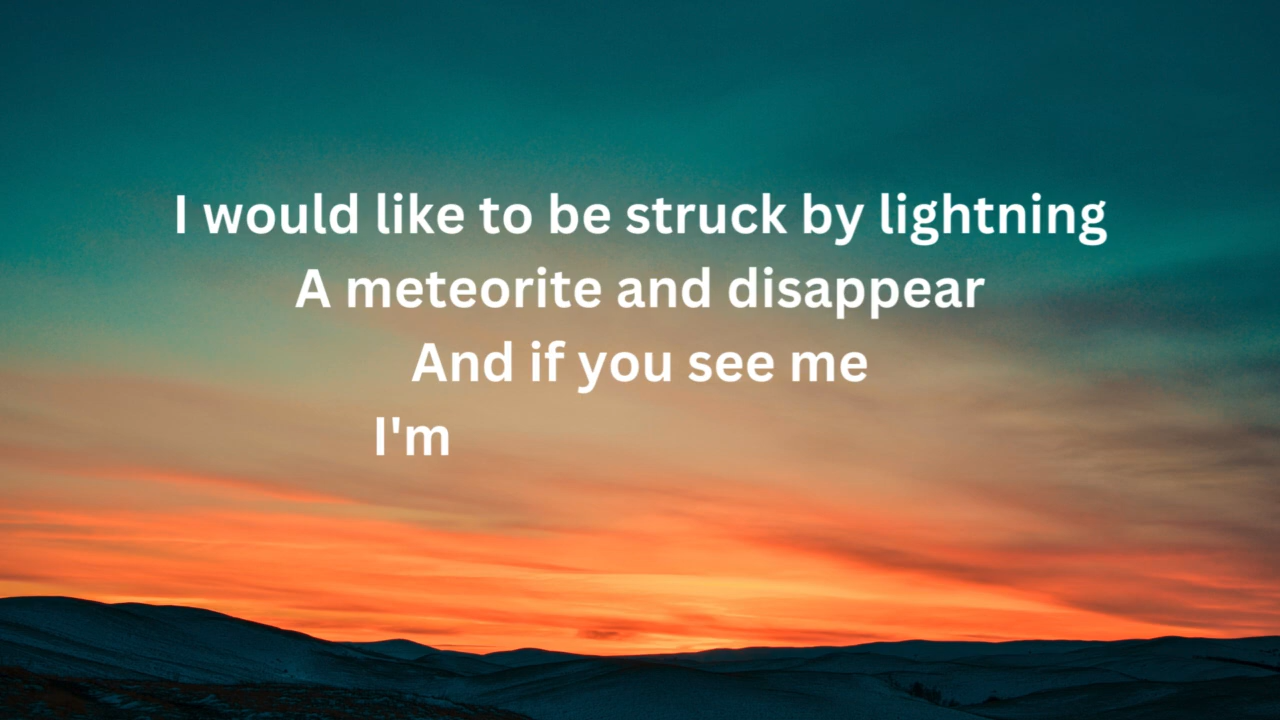 I would like to be struck by lightning
A meteorite and disappear
And if you see me
I'm